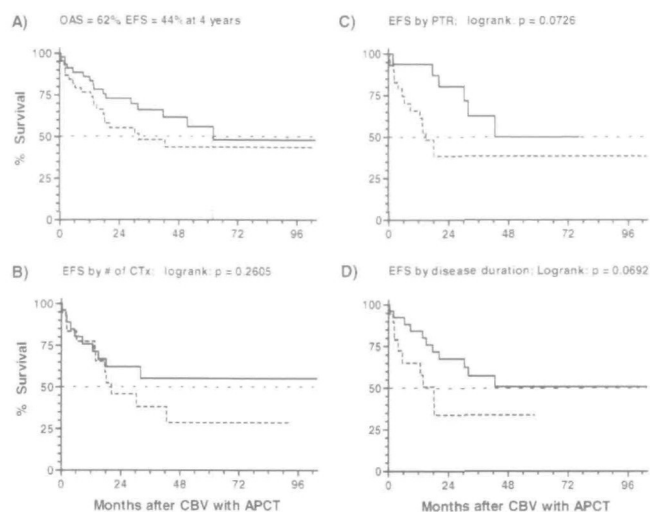 A) OAS = 62% EFS = 44% at 4 years
100
75
50
25
0
% Survival
0 24 48 72 96
B) EFS by # of CTx: logrank: p = 0.2605
100
75
50
25
0
% Survival
0 24 48 72 96
Months after CBV with APCT
C) EFS by PTR: logrank: p = 0.0726
100
75
50
25
0
0 24 48 72 96
D) EFS by disease duration; Logrank: p = 0.0692
100
75
50
25
0
0 24 48 72 96
Months after CBV with APCT